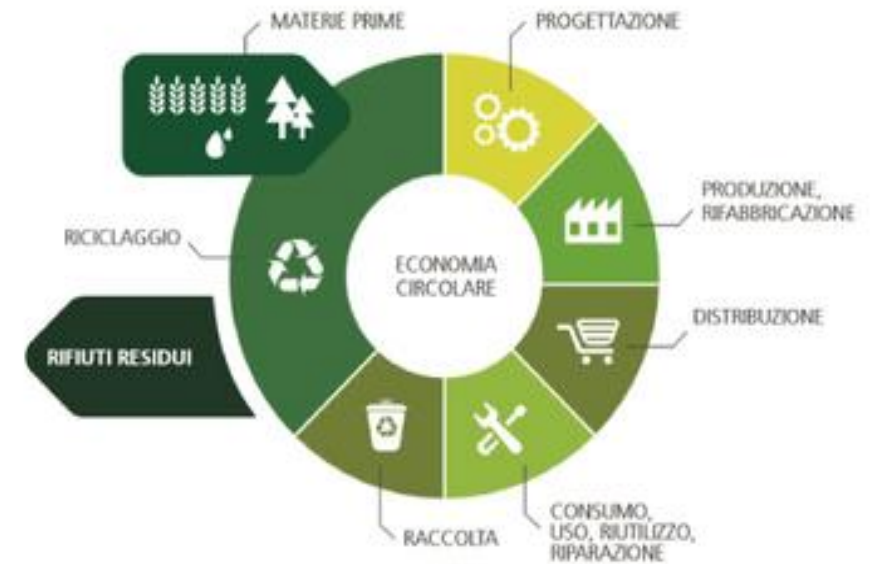 MATERIE PRIME
PROGETTAZIONE
PRODUZIONE,
RIFABBRICAZIONE
RICICLAGGIO
ECONOMIA
CIRCOLARE
DISTRIBUZIONE
RIFIUTI RESIDUI
CONSUMO,
USO, RIUTILIZZO,
RIPARAZIONE
RACCOLTA